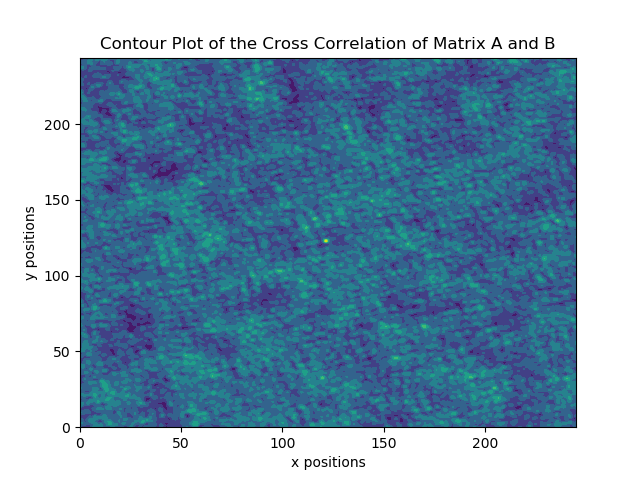 Contour Plot of the Cross Correlation of Matrix A and B
200
150
100
50
0
y positions
0 50 100 150 200
x positions